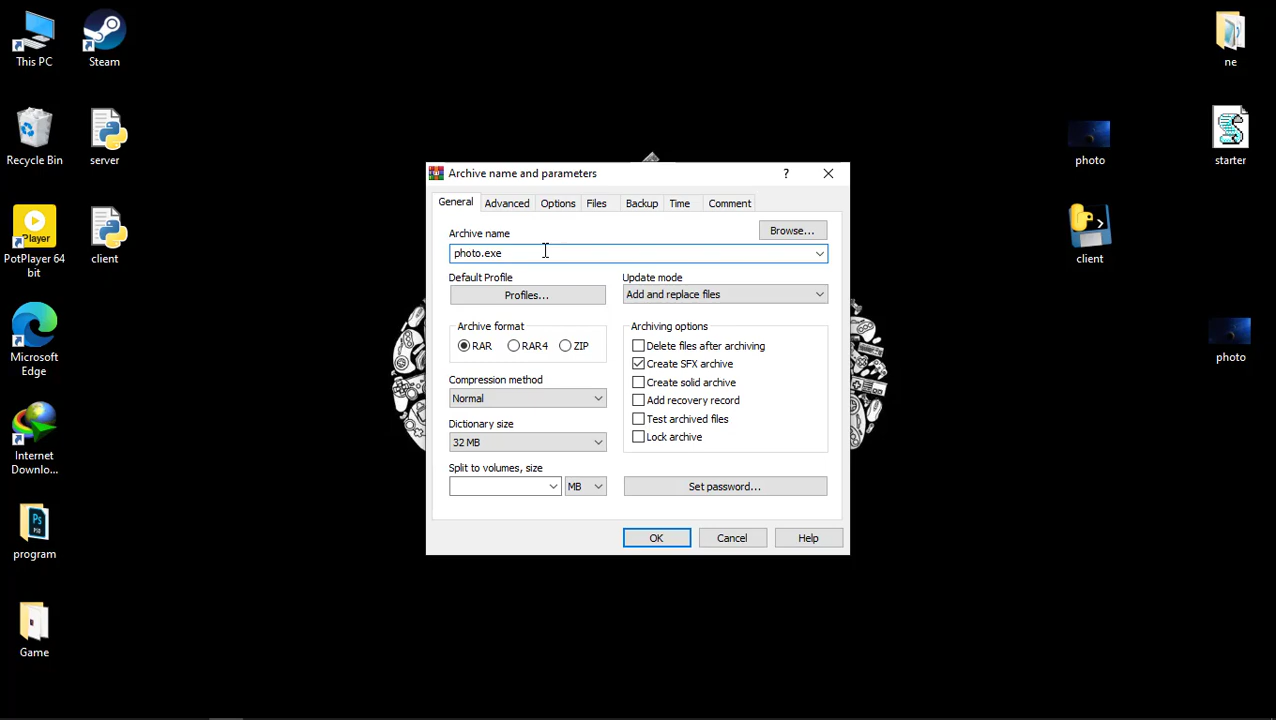 This PC
Steam
Recycle Bin
server
Player
PotPlayer 64
bit
client
Microsoft
Edge
Internet
Downlo...
Ps
program
Game
Archive name and parameters
?
General
Advanced
Options
Files
Backup
Time
Comment
Archive name
Browse...
photo.exe
Default Profile
Profiles...
Update mode
Add and replace files
Archive format
RAR
RAR4
ZIP
Compression method
Normal
Dictionary size
32 MB
Split to volumes, size
MB
Archiving options
Delete files after archiving
Create SFX archive
Create solid archive
Add recovery record
Test archived files
Lock archive
Set password...
OK
Cancel
Help
photo
client
ne
starter
photo